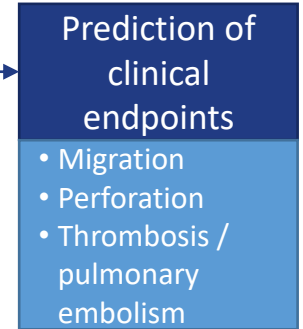 Prediction of
clinical
endpoints
• Migration
• Perforation
• Thrombosis /
pulmonary
embolism